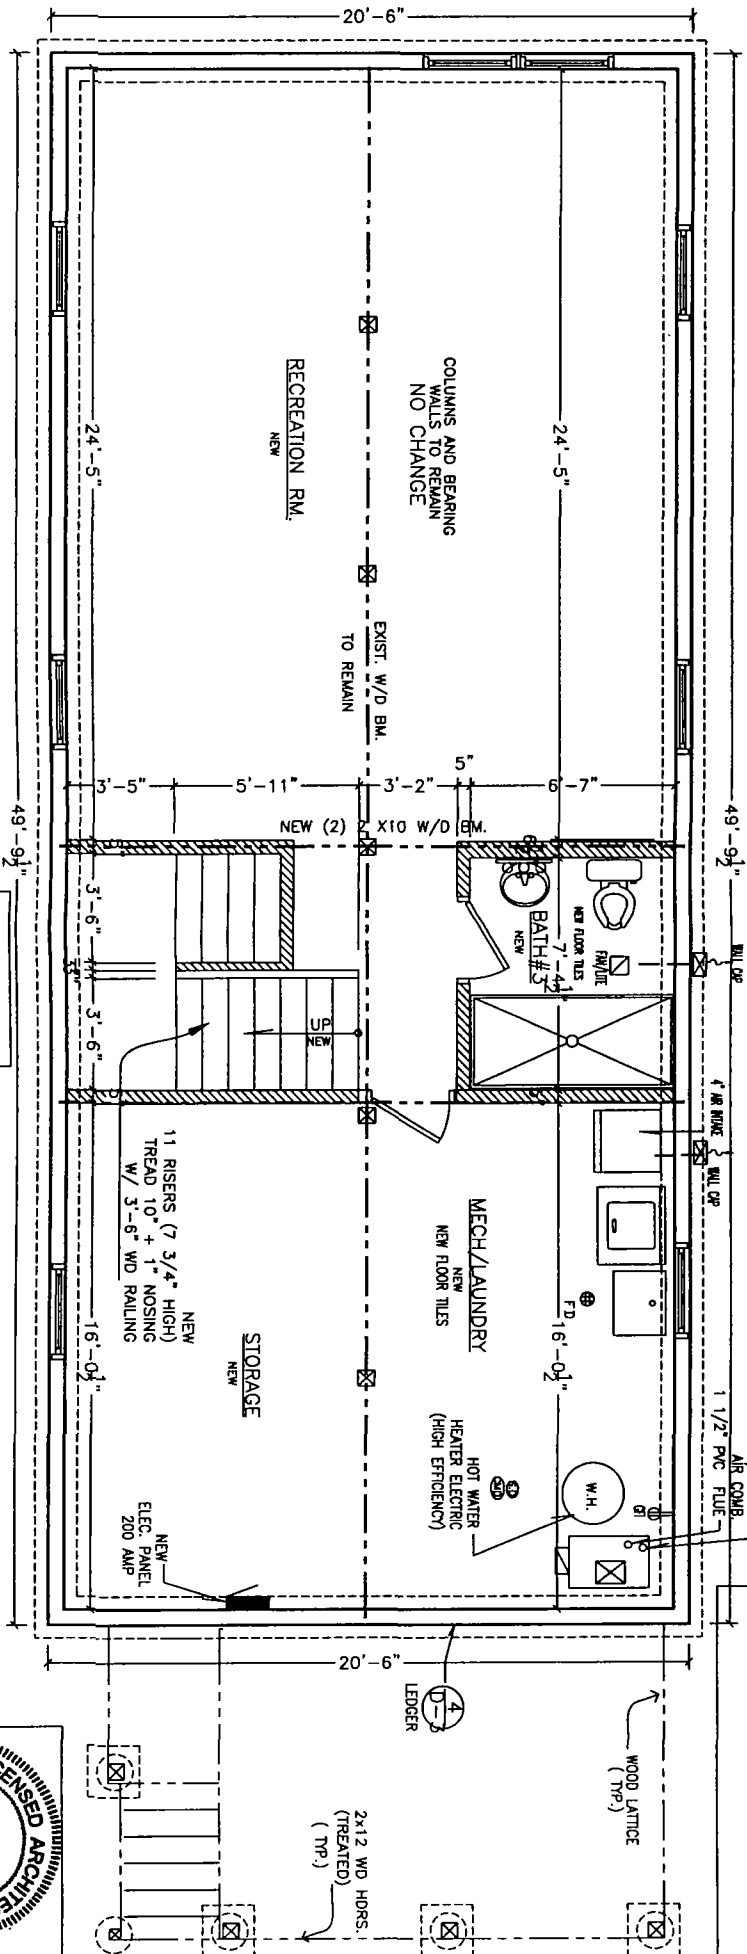 20'-6"
49'-9 1/2"
49'-9 1/2"
24'-5"
24'-5"
COLUMNS AND BEARING
WALLS TO REMAIN
NO CHANGE
RECREATION RM.
NEW
EXIST. W/D BM.
TO REMAIN
3'-5"
5'-11"
3'-2"
5"
6'-7"
NEW (2) 2 X10 W/D BM.
3'-6"
3'-6"
UP
NEW
BATH#3
NEW
7'-4 1/2"
NEW FLOOR TILES
FAN/LITE
WALL CAP
4" AIR INTAKE
WALL CAP
NEW
11 RISERS (7 3/4" HIGH)
TREAD 10" + 1" NOSING
W/ 3'-6" WD RAILING
MECH/LAUNDRY
NEW
NEW FLOOR TILES
FD
16'-0 1/2"
16'-0 1/2"
STORAGE
NEW
HOT WATER
HEATER ELECTRIC
(HIGH EFFICIENCY)
W.H.
AIR COMB.
1 1/2" PVC FLUE
NEW
ELEC. PANEL
200 AMP
20'-6"
4
D-3
LEDGER
WOOD LATTICE
( TYP.)
2x12 WD HDRS.
(TREATED)
( TYP.)